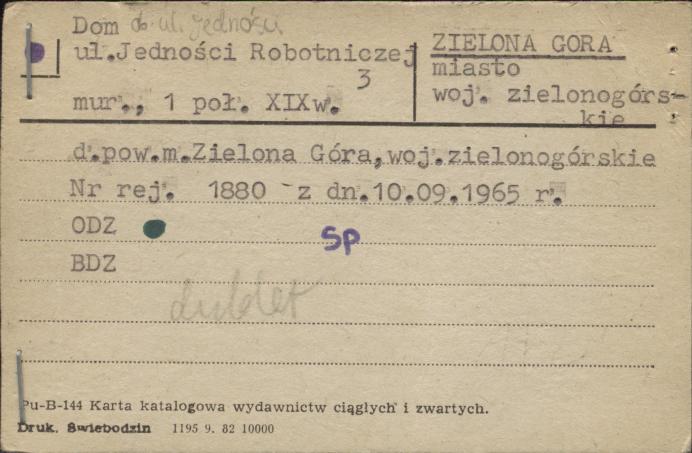 Dom ob. ul. Jedności
ul.Jedności Robotniczej
3
mur., 1 poł. XIXw.
ZIELONA GORA
miasto
woj. zielonogórs-
kie
d.pow.m.Zielona Góra,woj.zielonogórskie
Nr rej. 1880 z dn.10.09.1965 r.
ODZ
SP
BDZ
dublet
Pu-B-144 Karta katalogowa wydawnictw ciągłych i zwartych.
Druk. Świebodzin 1195 9. 82 10000